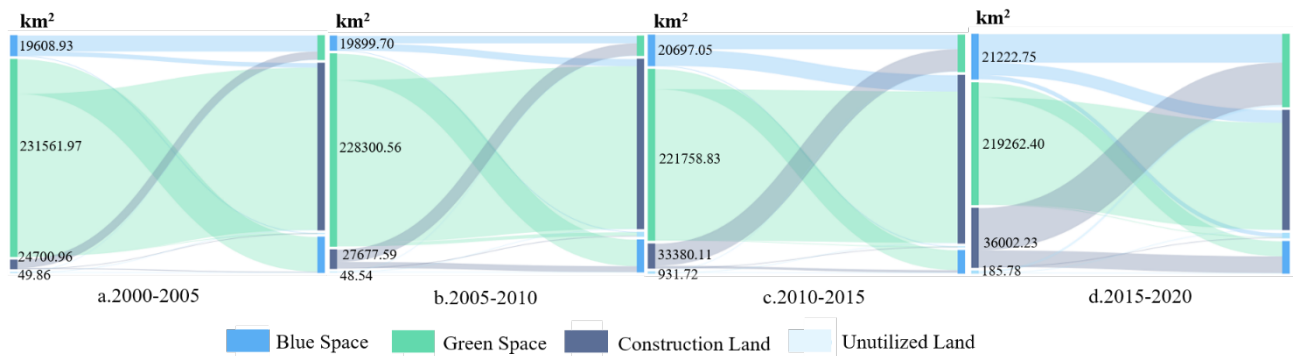 km²
19608.93
231561.97
24700.96
49.86
a.2000-2005
km²
19899.70
228300.56
27677.59
48.54
b.2005-2010
km²
20697.05
221758.83
33380.11
931.72
c.2010-2015
km²
21222.75
219262.40
36002.23
185.78
d.2015-2020
Blue Space
Green Space
Construction Land
Unutilized Land